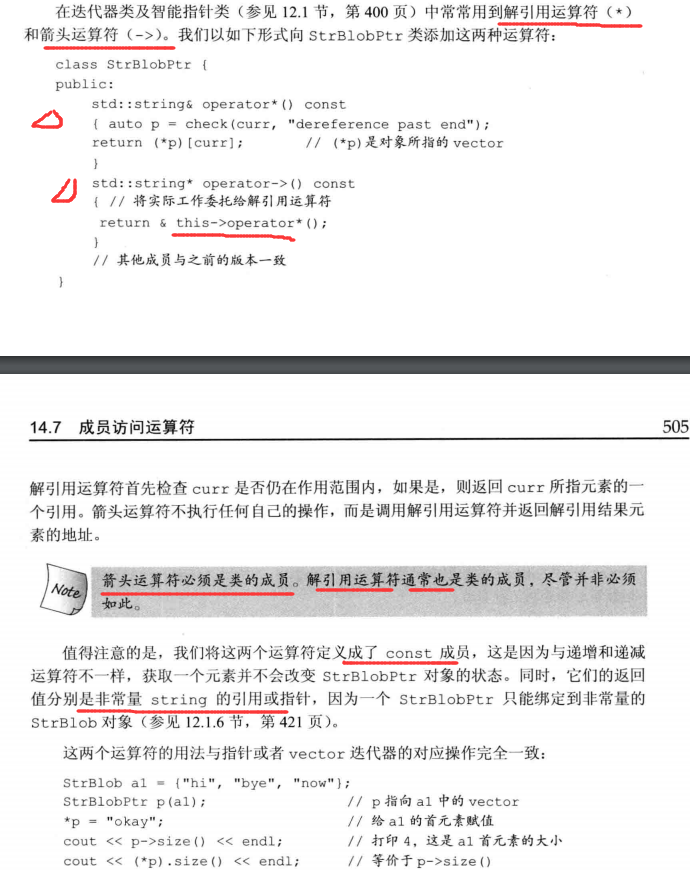 在迭代器类及智能指针类（参见 12.1 节，第 400 页）中常常用到解引用运算符（*）
和箭头运算符（->）。我们以如下形式向 StrBlobPtr 类添加这两种运算符：
class StrBlobPtr {
public:
std::string& operator*() const
{ auto p = check(curr, "dereference past end");
return (*p)[curr]; // (*p)是对象所指的 vector
}
std::string* operator->() const
{ // 将实际工作委托给解引用运算符
return & this->operator*();
}
// 其他成员与之前的版本一致
}
14.7 成员访问运算符 505
解引用运算符首先检查 curr 是否仍在作用范围内，如果是，则返回 curr 所指元素的一
个引用。箭头运算符不执行任何自己的操作，而是调用解引用运算符并返回解引用结果元
素的地址。
Note
箭头运算符必须是类的成员。解引用运算符通常也是类的成员，尽管并非必须
如此。
值得注意的是，我们将这两个运算符定义成了 const 成员，这是因为与递增和递减
运算符不一样，获取一个元素并不会改变 StrBlobPtr 对象的状态。同时，它们的返回
值分别是非常量 string 的引用或指针，因为一个 StrBlobPtr 只能绑定到非常量的
StrBlob 对象（参见 12.1.6 节，第 421 页）。
这两个运算符的用法与指针或者 vector 迭代器的对应操作完全一致：
StrBlob a1 = {"hi", "bye", "now"};
StrBlobPtr p(a1); // p 指向 a1 中的 vector
*p = "okay"; // 给 a1 的首元素赋值
cout << p->size() << endl; // 打印 4，这是 a1 首元素的大小
cout << (*p).size() << endl; // 等价于 p->size()